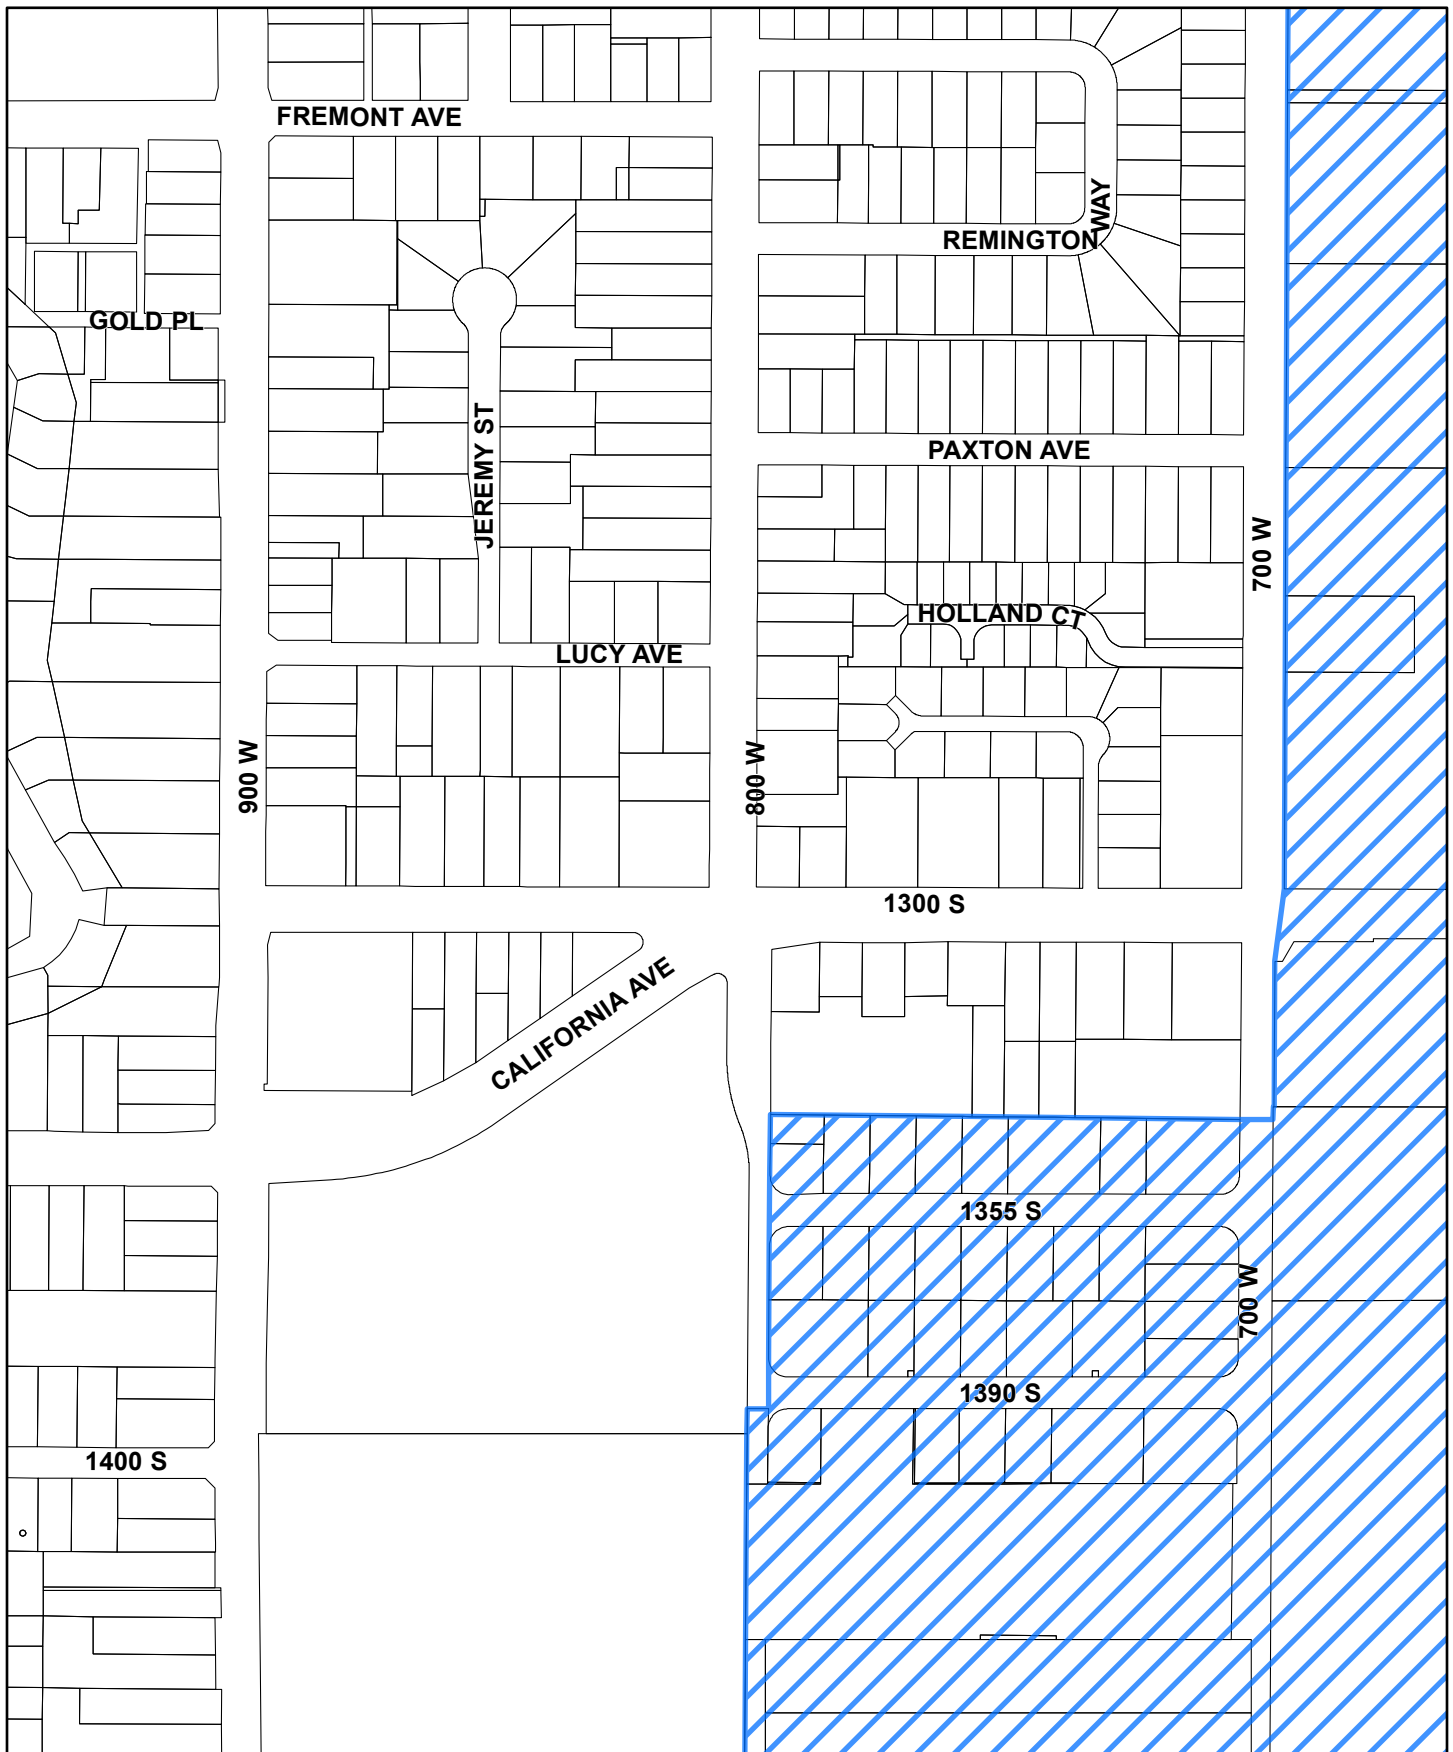 FREMONT AVE
REMINGTON WAY
GOLD PL
JEREMY ST
PAXTON AVE
700 W
HOLLAND CT
LUCY AVE
900 W
800 W
1300 S
CALIFORNIA AVE
1355 S
700 W
1390 S
1400 S